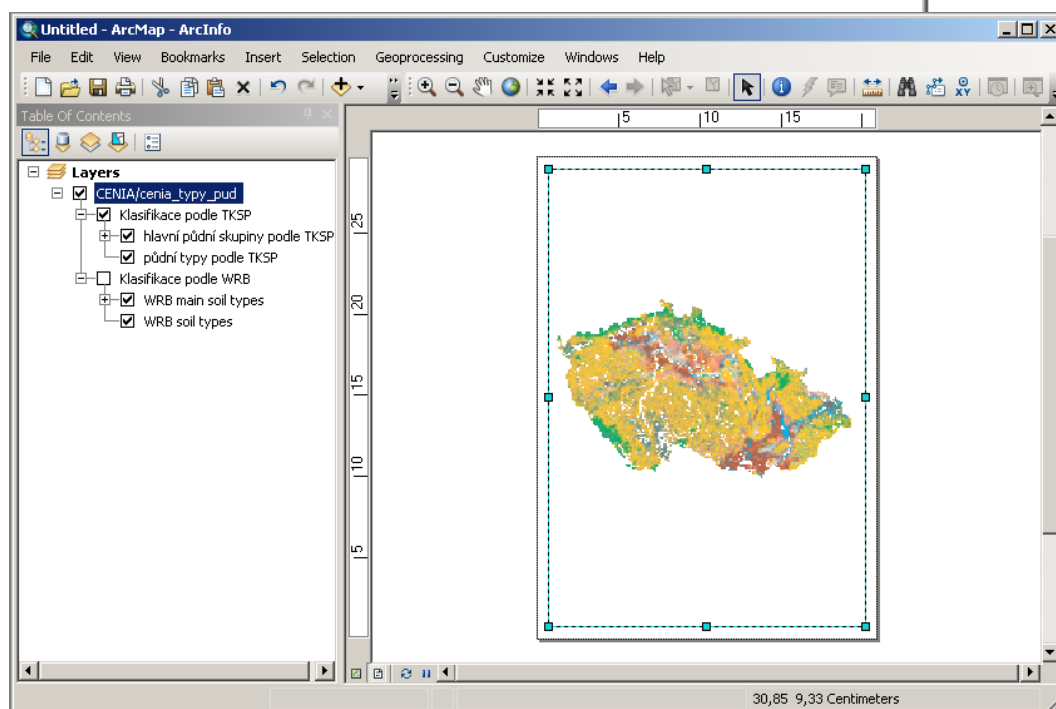 Untitled - ArcMap - ArcInfo
File Edit View Bookmarks Insert Selection Geoprocessing Customize Windows Help
XY
Table Of Contents
5 10 15
Layers
CENIA/cenia_typy_pud
Klasifikace podle TKSP
hlavní půdní skupiny podle TKSP
půdní typy podle TKSP
Klasifikace podle WRB
WRB main soil types
WRB soil types
25
20
15
10
5
30,85 9,33 Centimeters